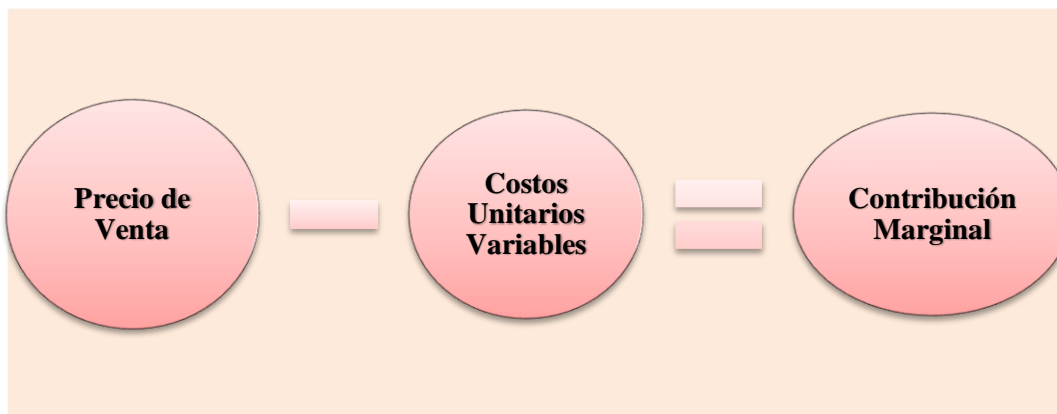 Precio de
Venta
Costos
Unitarios
Variables
Contribución
Marginal